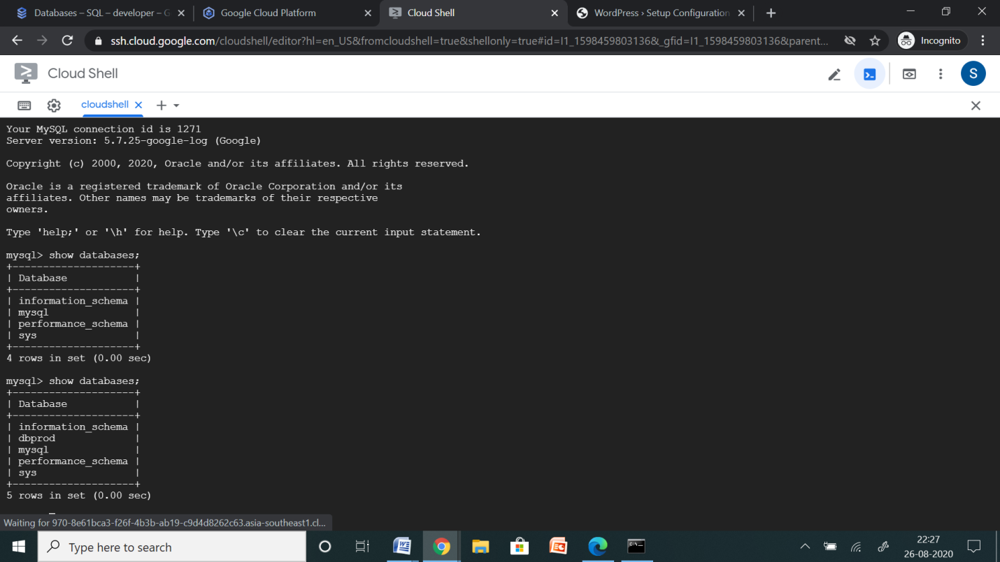 Databases – SQL – developer – G
Google Cloud Platform
Cloud Shell
WordPress › Setup Configuration
ssh.cloud.google.com/cloudshell/editor?hl=en_US&fromcloudshell=true&shellonly=true#id=I1_1598459803136&_gfid=I1_1598459803136&parent...
Incognito
Cloud Shell
S
cloudshell
Your MySQL connection id is 1271
Server version: 5.7.25-google-log (Google)
Copyright (c) 2000, 2020, Oracle and/or its affiliates. All rights reserved.
Oracle is a registered trademark of Oracle Corporation and/or its
affiliates. Other names may be trademarks of their respective
owners.
Type 'help;' or '\h' for help. Type '\c' to clear the current input statement.
mysql> show databases;
+--------------------+
| Database           |
+--------------------+
| information_schema |
| mysql              |
| performance_schema |
| sys                |
+--------------------+
4 rows in set (0.00 sec)
mysql> show databases;
+--------------------+
| Database           |
+--------------------+
| information_schema |
| dbprod             |
| mysql              |
| performance_schema |
| sys                |
+--------------------+
5 rows in set (0.00 sec)
Waiting for 970-8e61bca3-f26f-4b3b-ab19-c9d4d8262c63.asia-southeast1.cl...
Type here to search
22:27
26-08-2020